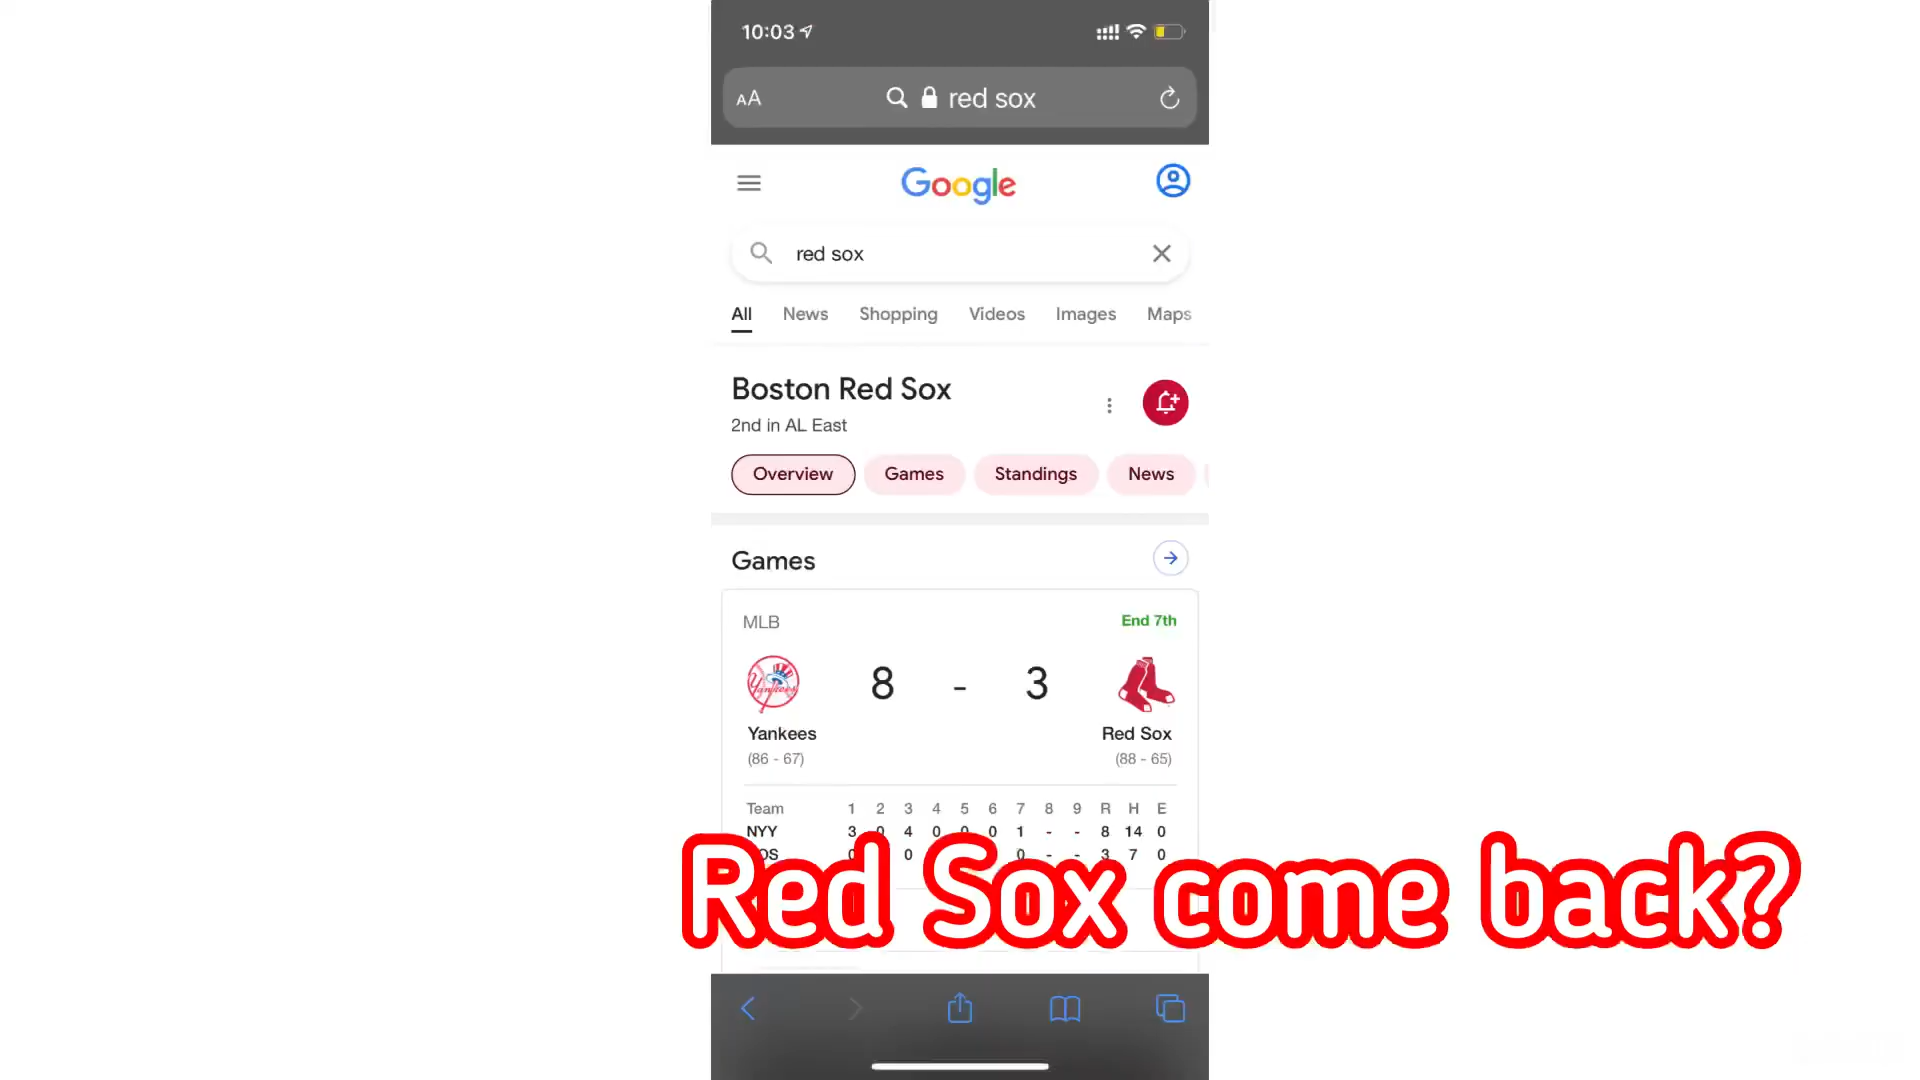 10:03
AA red sox
Google
red sox
All News Shopping Videos Images Maps
Boston Red Sox
2nd in AL East
Overview Games Standings News
Games
MLB End 7th
8 - 3
Yankees Red Sox
(86 - 67) (88 - 65)
Team 1 2 3 4 5 6 7 8 9 R H E
NYY 3 0 4 0 0 0 1 - - 8 14 0
0 0 - - 3 7 0
Red Sox come back?